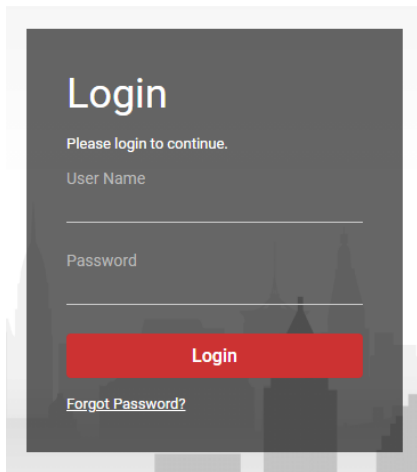 Login
Please login to continue.
User Name
Password
Login
Forgot Password?